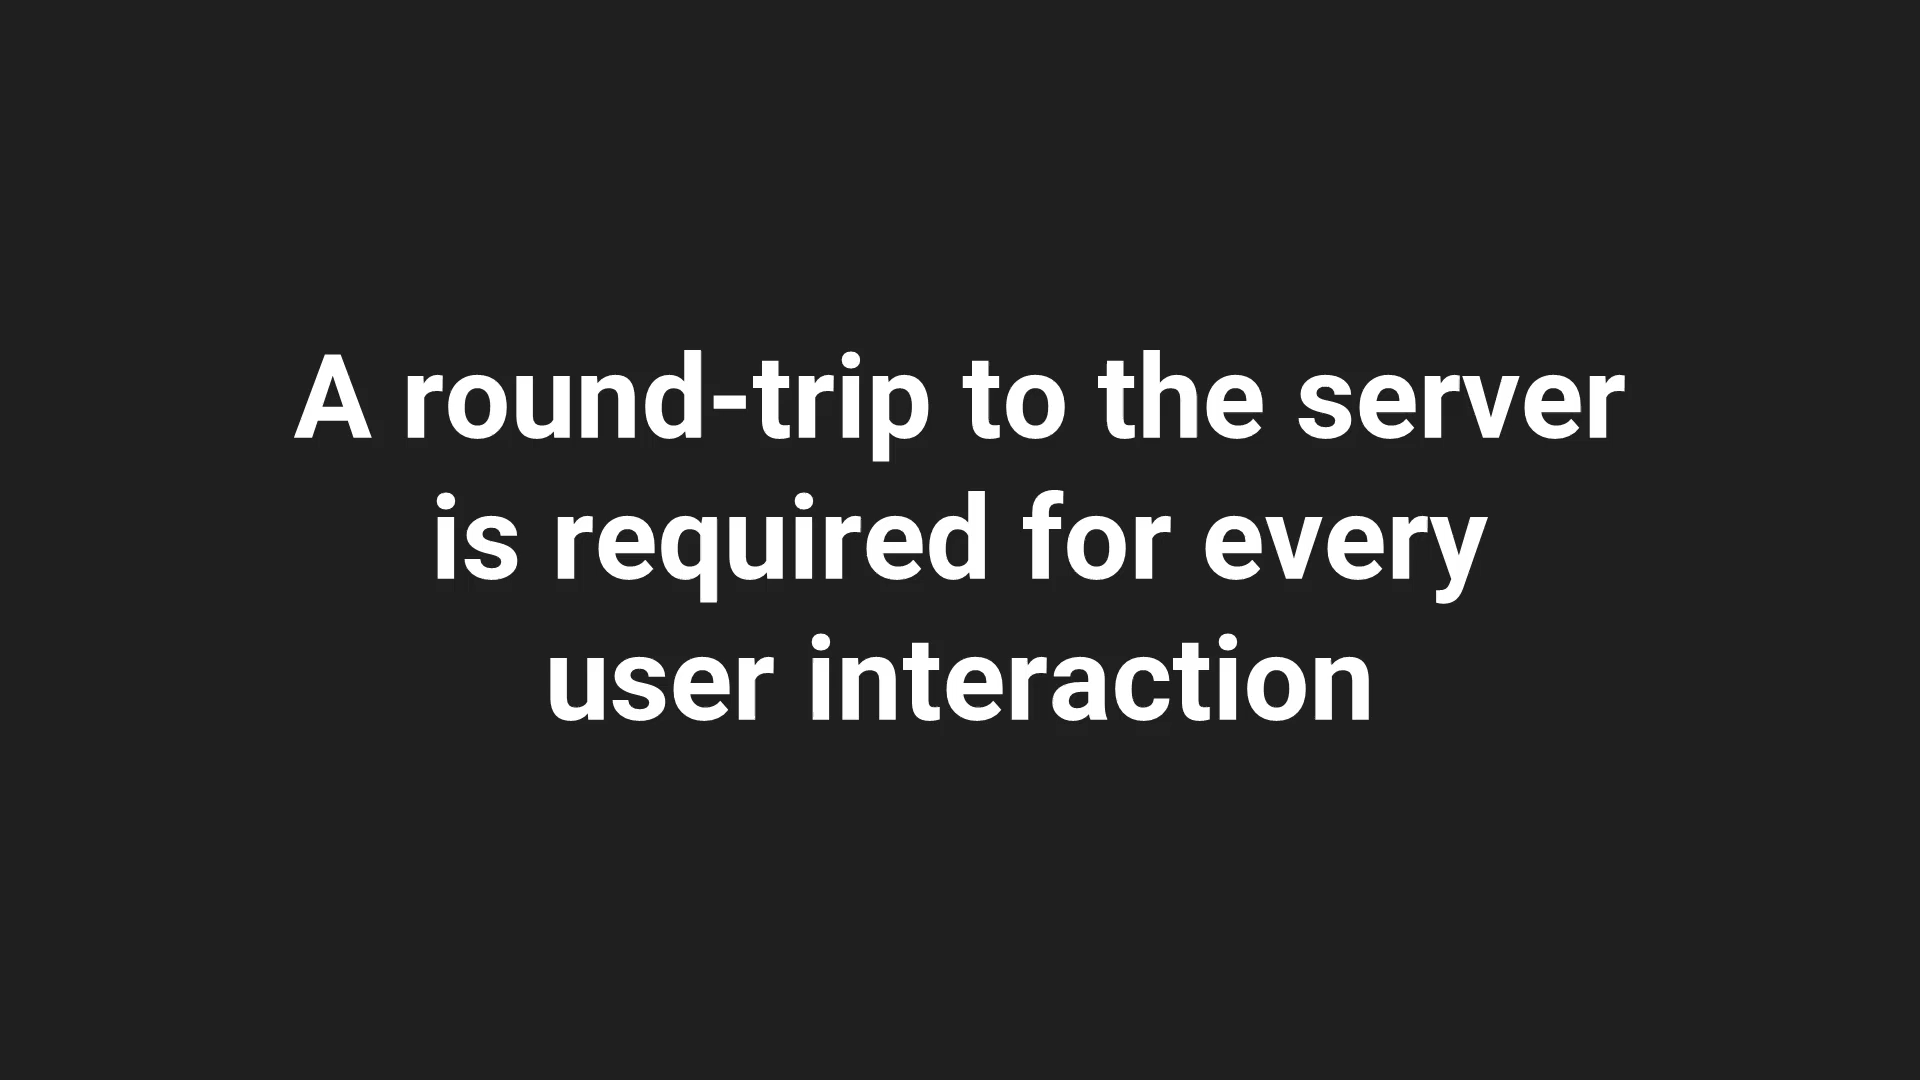 A round-trip to the server
is required for every
user interaction